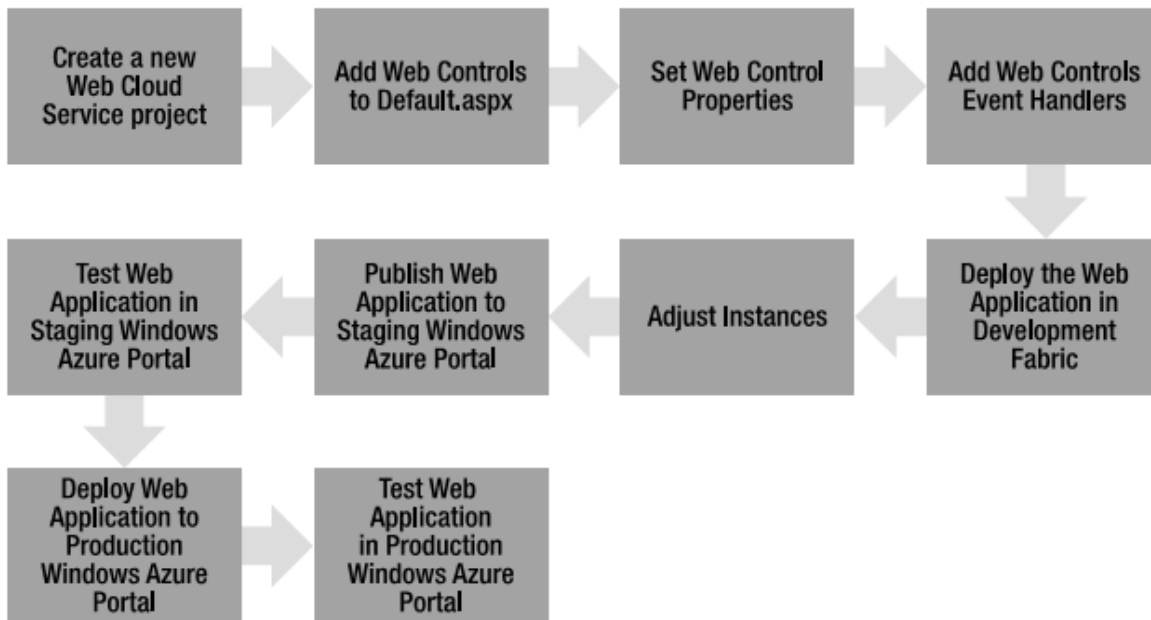 Create a new
Web Cloud
Service project
Add Web Controls
to Default.aspx
Set Web Control
Properties
Add Web Controls
Event Handlers
Deploy the Web
Application in
Development
Fabric
Adjust Instances
Publish Web
Application to
Staging Windows
Azure Portal
Test Web
Application in
Staging Windows
Azure Portal
Deploy Web
Application to
Production
Windows Azure
Portal
Test Web
Application
in Production
Windows Azure
Portal